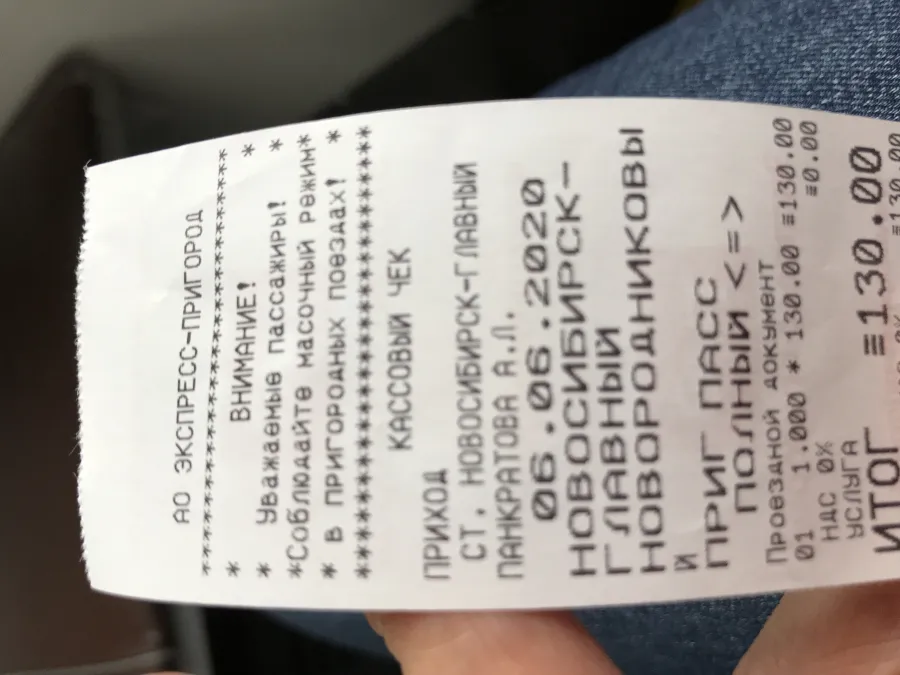 АО ЭКСПРЕСС-ПРИГОРОД
******************************
* ВНИМАНИЕ! *
* Уважаемые пассажиры! *
*Соблюдайте масочный режим*
* в пригородных поездах! *
******************************
КАССОВЫЙ ЧЕК
ПРИХОД
СТ. НОВОСИБИРСК-ГЛАВНЫЙ
ПАНКРАТОВА А.Л.
06.06.2020
НОВОСИБИРСК-
ГЛАВНЫЙ
НОВОРОДНИКОВЫ
И
ПРИГ ПАСС
ПОЛНЫЙ <=>
Проездной документ
01 1.000 * 130.00 ≡130.00
НДС 0% ≡0.00
УСЛУГА
ИТОГ ≡130.00
≡130.00